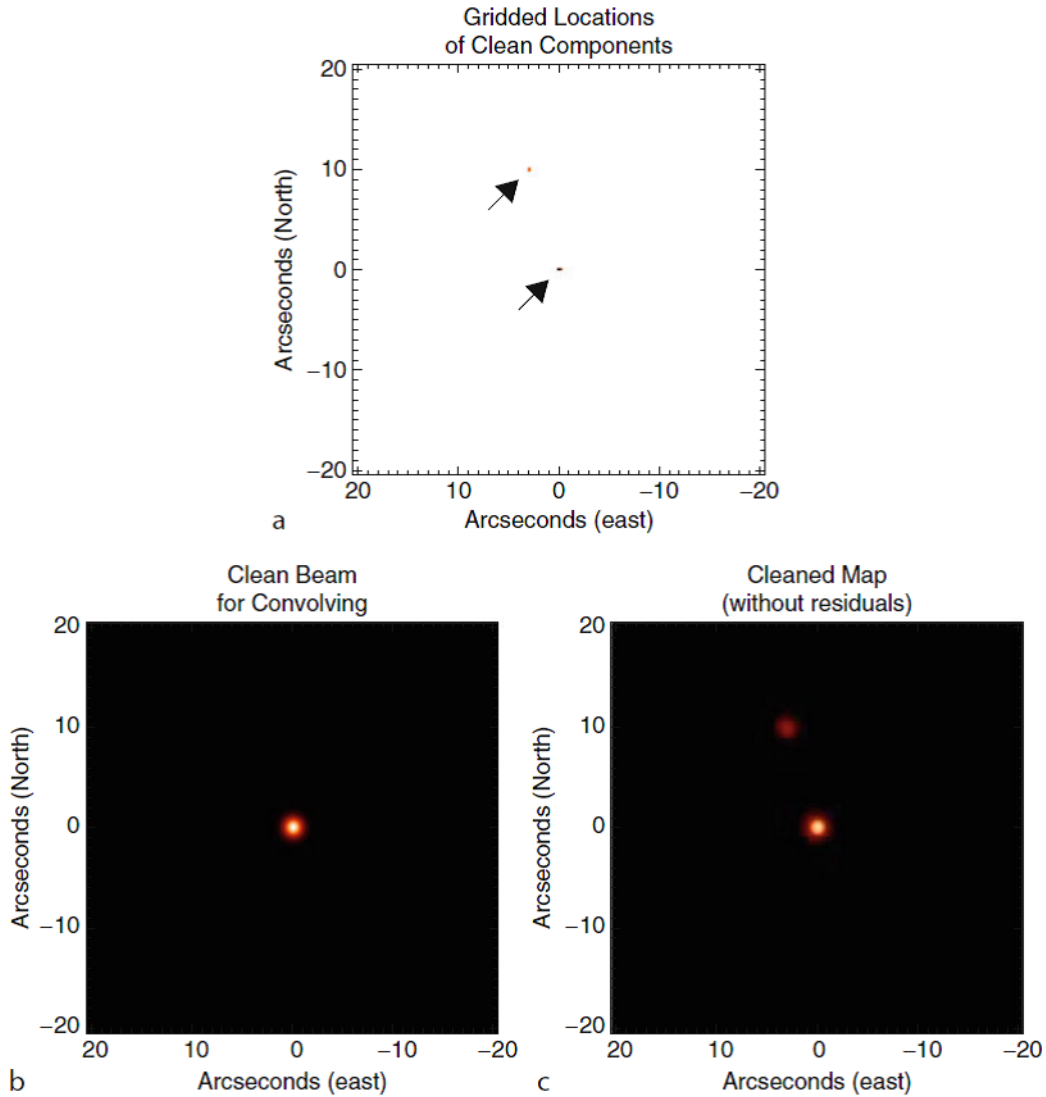 Gridded Locations
of Clean Components
20
10
0
−10
−20
Arcseconds (North)
20 10 0 −10 −20
Arcseconds (east)
a
Clean Beam
for Convolving
20
10
0
−10
−20
Arcseconds (North)
20 10 0 −10 −20
Arcseconds (east)
b
Cleaned Map
(without residuals)
20
10
0
−10
−20
Arcseconds (North)
20 10 0 −10 −20
Arcseconds (east)
c